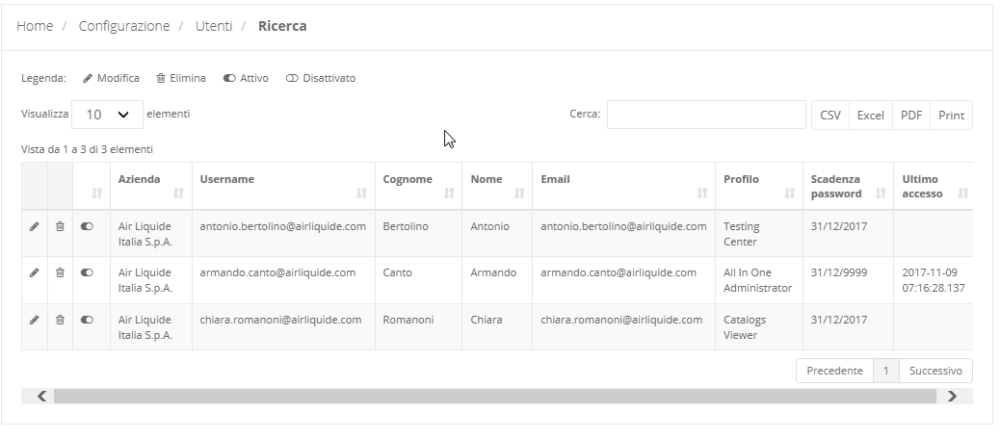 Home / Configurazione / Utenti / Ricerca
Legenda: Modifica Elimina Attivo Disattivato
Visualizza 10 elementi Cerca: CSV Excel PDF Print
Vista da 1 a 3 di 3 elementi
Azienda Username Cognome Nome Email Profilo Scadenza password Ultimo accesso
Air Liquide Italia S.p.A. antonio.bertolino@airliquide.com Bertolino Antonio antonio.bertolino@airliquide.com Testing Center 31/12/2017
Air Liquide Italia S.p.A. armando.canto@airliquide.com Canto Armando armando.canto@airliquide.com All In One Administrator 31/12/9999 2017-11-09 07:16:28.137
Air Liquide Italia S.p.A. chiara.romanoni@airliquide.com Romanoni Chiara chiara.romanoni@airliquide.com Catalogs Viewer 31/12/2017
Precedente 1 Successivo